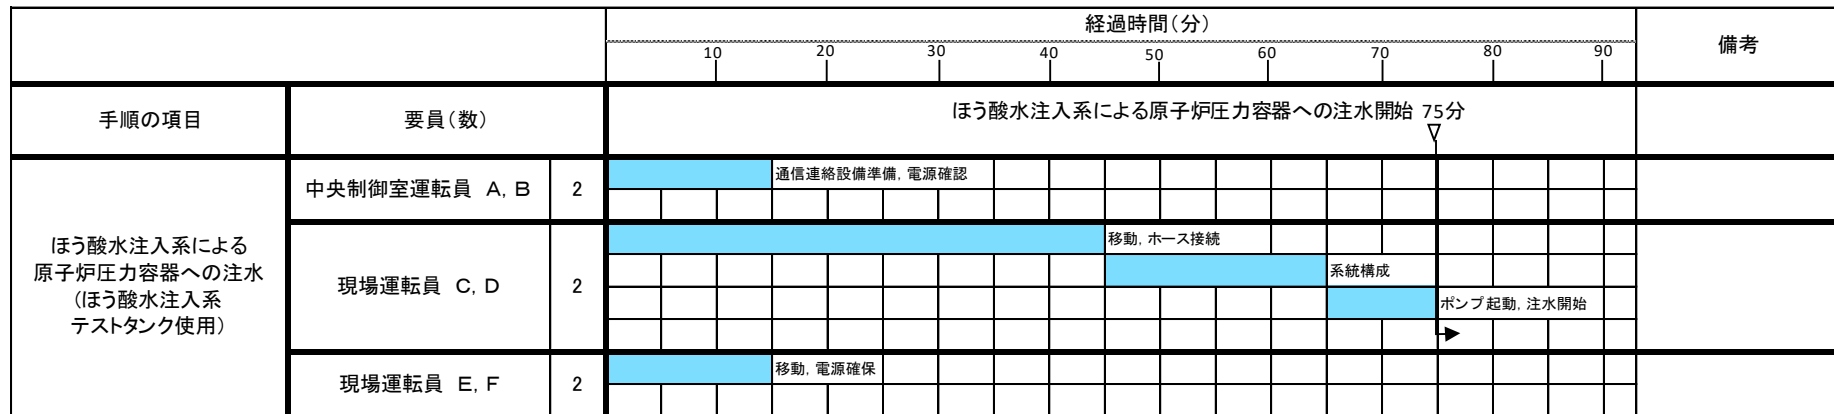 経過時間(分)
備考
10 20 30 40 50 60 70 80 90
手順の項目
要員(数)
ほう酸水注入系による原子炉圧力容器への注水開始 75分
ほう酸水注入系による
原子炉圧力容器への注水
(ほう酸水注入系
テストタンク使用)
中央制御室運転員 A, B
2
通信連絡設備準備, 電源確認
現場運転員 C, D
2
移動, ホース接続
系統構成
ポンプ起動, 注水開始
現場運転員 E, F
2
移動, 電源確保